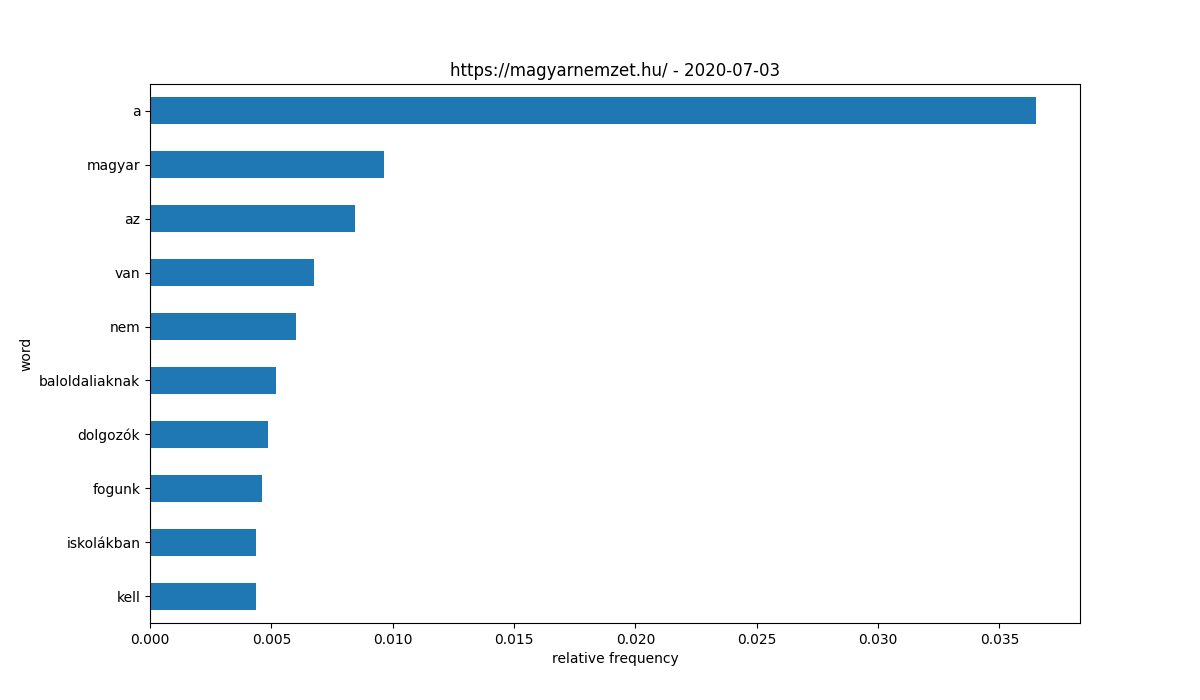 https://magyarnemzet.hu/ - 2020-07-03
a
magyar
az
van
nem
baloldaliaknak
dolgozók
fogunk
iskolákban
kell
word
0.000 0.005 0.010 0.015 0.020 0.025 0.030 0.035
relative frequency